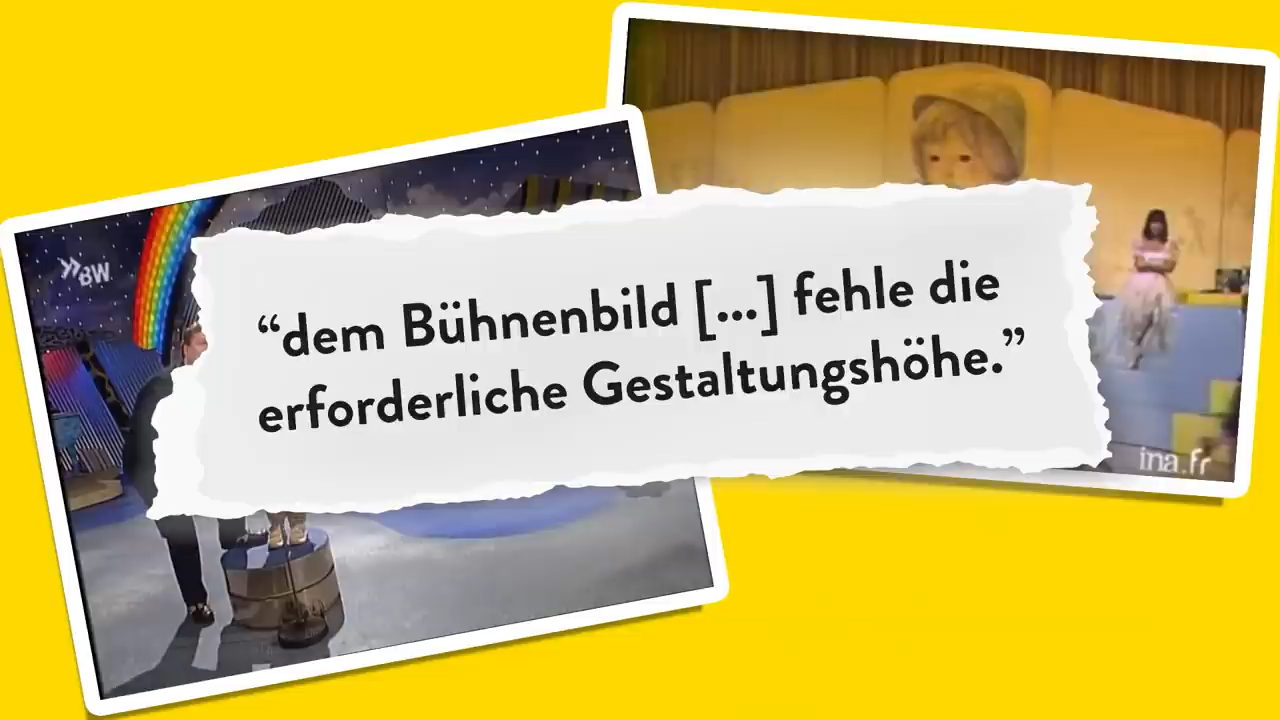 “dem Bühnenbild [...] fehle die
erforderliche Gestaltungshöhe.”
BW
ina.fr